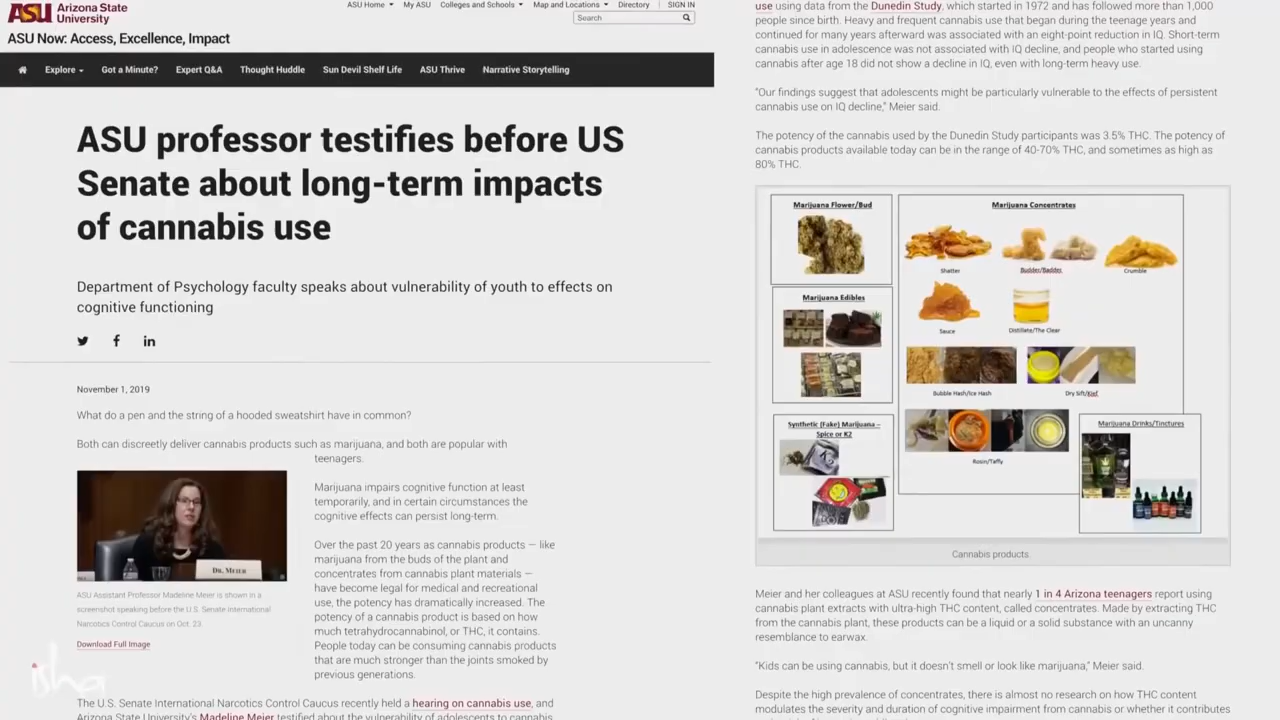 ASU Arizona State University
ASU Home
My ASU
Colleges and Schools
Map and Locations
Directory
SIGN IN
Search
ASU Now: Access, Excellence, Impact
Explore
Got a Minute?
Expert Q&A
Thought Huddle
Sun Devil Shelf Life
ASU Thrive
Narrative Storytelling
ASU professor testifies before US
Senate about long-term impacts
of cannabis use
Department of Psychology faculty speaks about vulnerability of youth to effects on
cognitive functioning
November 1, 2019
What do a pen and the string of a hooded sweatshirt have in common?
Both can discreetly deliver cannabis products such as marijuana, and both are popular with
teenagers.
DR. MEIER
ASU Assistant Professor Madeline Meier is shown in a
screenshot speaking before the U.S. Senate International
Narcotics Control Caucus on Oct. 23.
Download Full Image
Marijuana impairs cognitive function at least
temporarily, and in certain circumstances the
cognitive effects can persist long-term.
Over the past 20 years as cannabis products — like
marijuana from the buds of the plant and
concentrates from cannabis plant materials —
have become legal for medical and recreational
use, the potency has dramatically increased. The
potency of a cannabis product is based on how
much tetrahydrocannabinol, or THC, it contains.
People today can be consuming cannabis products
that are much stronger than the joints smoked by
previous generations.
The U.S. Senate International Narcotics Control Caucus recently held a hearing on cannabis use, and
Arizona State University's Madeline Meier testified about the vulnerability of adolescents to cannabis
isha
use using data from the Dunedin Study, which started in 1972 and has followed more than 1,000
people since birth. Heavy and frequent cannabis use that began during the teenage years and
continued for many years afterward was associated with an eight-point reduction in IQ. Short-term
cannabis use in adolescence was not associated with IQ decline, and people who started using
cannabis after age 18 did not show a decline in IQ, even with long-term heavy use.
"Our findings suggest that adolescents might be particularly vulnerable to the effects of persistent
cannabis use on IQ decline," Meier said.
The potency of the cannabis used by the Dunedin Study participants was 3.5% THC. The potency of
cannabis products available today can be in the range of 40-70% THC, and sometimes as high as
80% THC.
Marijuana Flower/Bud
Marijuana Edibles
Synthetic (Fake) Marijuana –
Spice or K2
Marijuana Concentrates
Shatter
Budder/Badder
Crumble
Sauce
Distillate/The Clear
Bubble Hash/Ice Hash
Dry Sift/Kief
Rosin/Taffy
Marijuana Drinks/Tinctures
Cannabis products.
Meier and her colleagues at ASU recently found that nearly 1 in 4 Arizona teenagers report using
cannabis plant extracts with ultra-high THC content, called concentrates. Made by extracting THC
from the cannabis plant, these products can be a liquid or a solid substance with an uncanny
resemblance to earwax.
"Kids can be using cannabis, but it doesn't smell or look like marijuana," Meier said.
Despite the high prevalence of concentrates, there is almost no research on how THC content
modulates the severity and duration of cognitive impairment from cannabis or whether it contributes